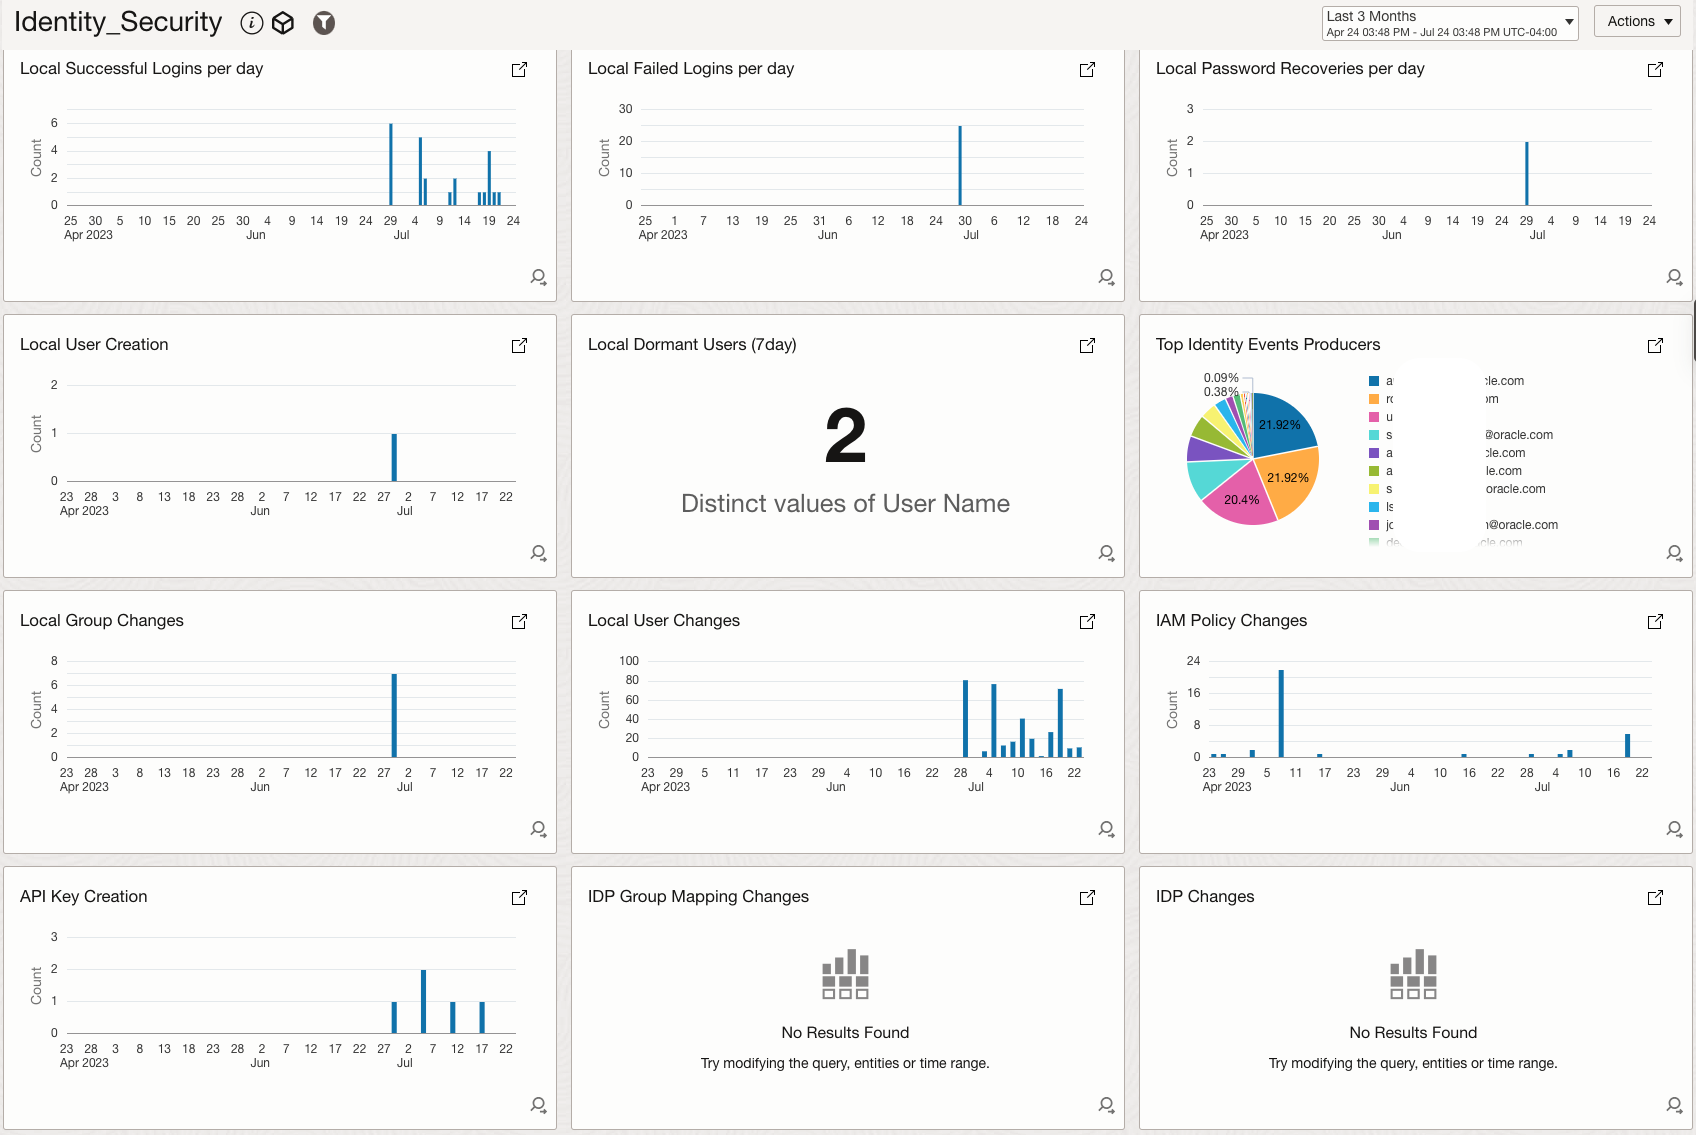 Identity_Security
Last 3 Months
Apr 24 03:48 PM - Jul 24 03:48 PM UTC-04:00
Actions
Local Successful Logins per day
6
4
2
0
Count
25 30 5 10 15 20 25 30 4 9 14 19 24 29 4 9 14 19 24
Apr 2023 Jun Jul
Local Failed Logins per day
30
20
10
0
Count
25 1 7 13 19 25 31 6 12 18 24 30 6 12 18 24
Apr 2023 Jun Jul
Local Password Recoveries per day
3
2
1
0
Count
25 30 5 10 15 20 25 30 4 9 14 19 24 29 4 9 14 19 24
Apr 2023 Jun Jul
Local User Creation
2
1
0
Count
23 28 3 8 13 18 23 28 2 7 12 17 22 27 2 7 12 17 22
Apr 2023 Jun Jul
Local Dormant Users (7day)
2
Distinct values of User Name
Top Identity Events Producers
0.09%
0.38%
21.92%
21.92%
20.4%
a cle.com
rc om
u
s @oracle.com
a cle.com
a le.com
s oracle.com
ls
jc @oracle.com
de cle.com
Local Group Changes
8
6
4
2
0
Count
23 28 3 8 13 18 23 28 2 7 12 17 22 27 2 7 12 17 22
Apr 2023 Jun Jul
Local User Changes
100
80
60
40
20
0
Count
23 29 5 11 17 23 29 4 10 16 22 28 4 10 16 22
Apr 2023 Jun Jul
IAM Policy Changes
24
16
8
0
Count
23 29 5 11 17 23 29 4 10 16 22 28 4 10 16 22
Apr 2023 Jun Jul
API Key Creation
3
2
1
0
Count
23 28 3 8 13 18 23 28 2 7 12 17 22 27 2 7 12 17 22
Apr 2023 Jun Jul
IDP Group Mapping Changes
No Results Found
Try modifying the query, entities or time range.
IDP Changes
No Results Found
Try modifying the query, entities or time range.